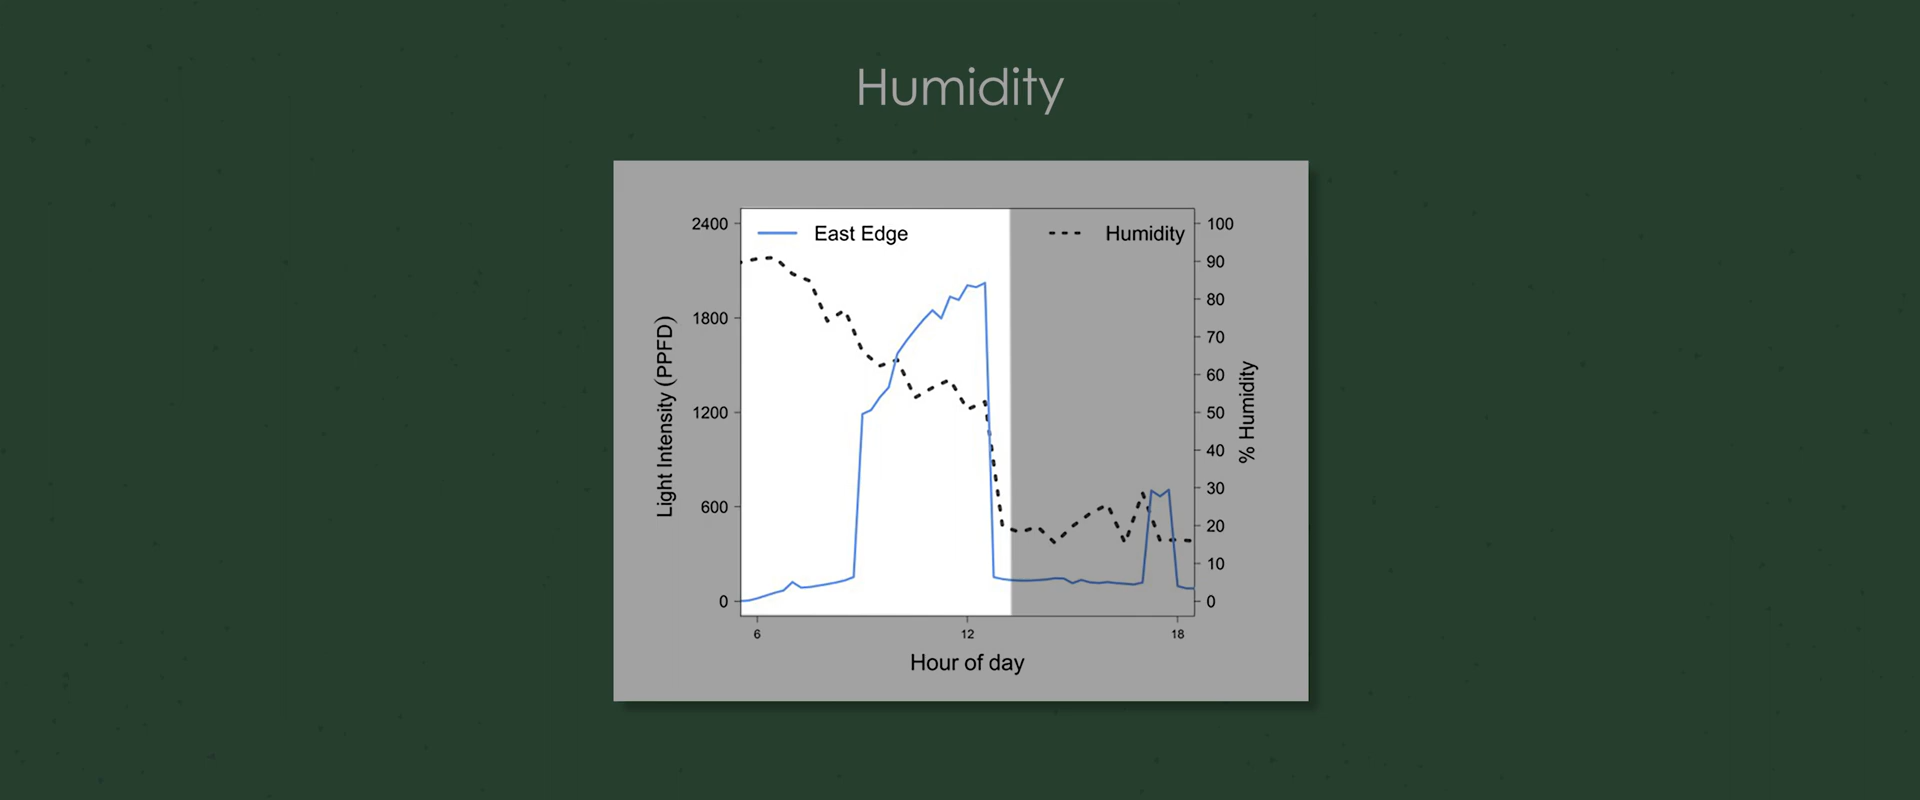 Humidity
East Edge
Humidity
2400
1800
1200
600
0
Light Intensity (PPFD)
100
90
80
70
60
50
40
30
20
10
0
% Humidity
6 12 18
Hour of day